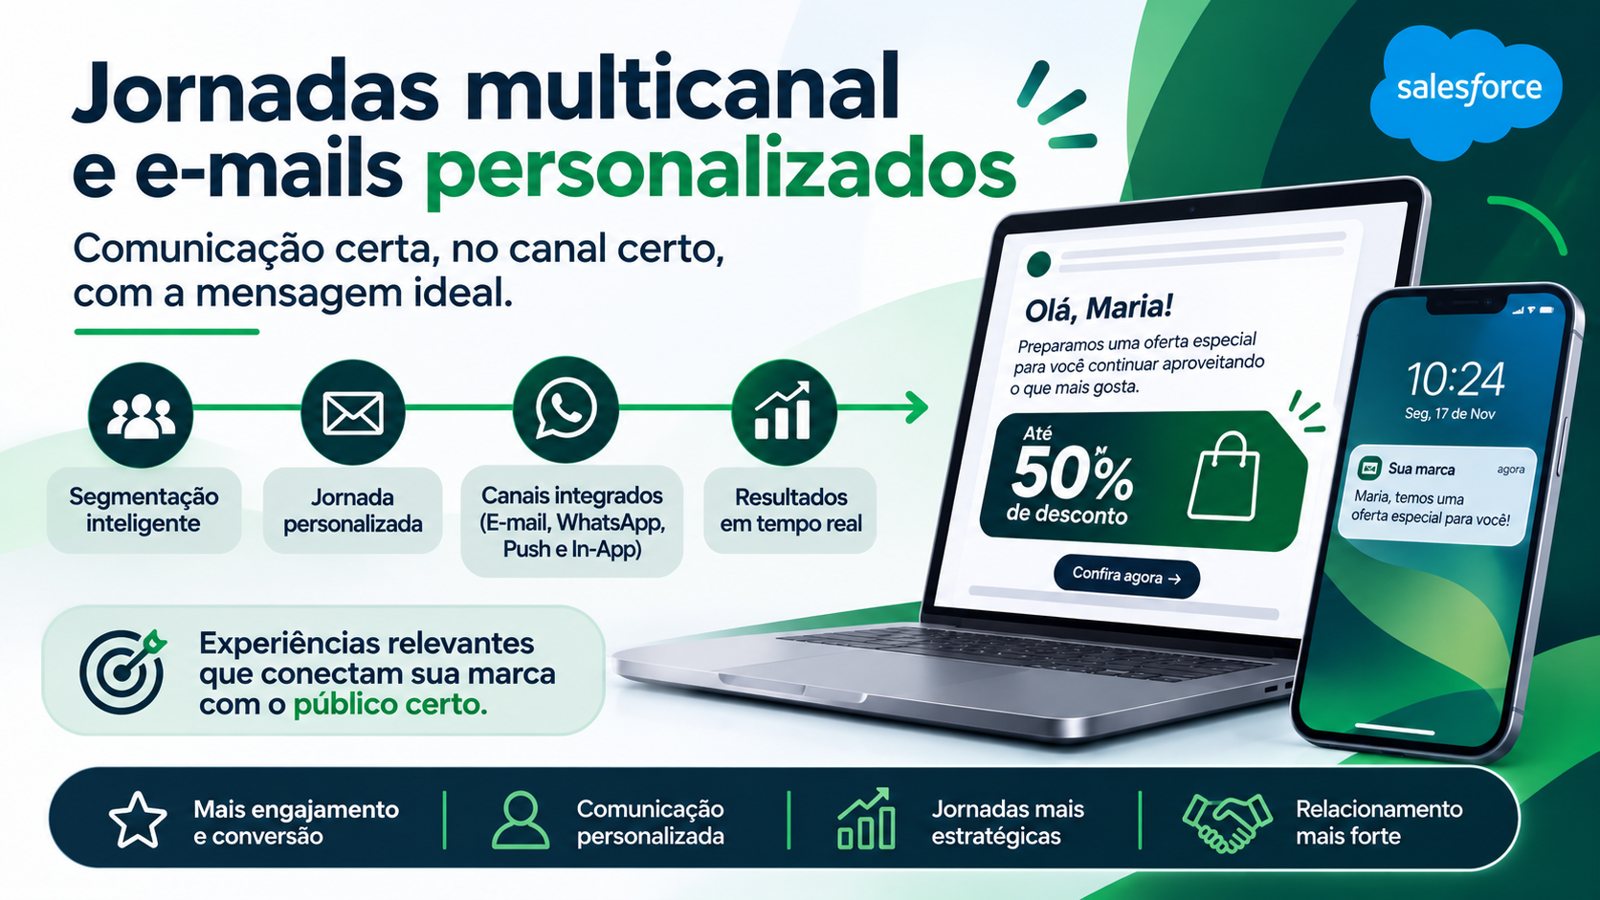 Jornadas multicanal
e e-mails personalizados
salesforce
Comunicação certa, no canal certo,
com a mensagem ideal.
Segmentação
inteligente
Jornada
personalizada
Canais integrados
(E-mail, WhatsApp,
Push e In-App)
Resultados
em tempo real
Experiências relevantes
que conectam sua marca
com o público certo.
Olá, Maria!
Preparamos uma oferta especial
para você continuar aproveitando
o que mais gosta.
Até
50%
de desconto
Confira agora →
10:24
Seg, 17 de Nov
Sua marca
agora
Maria, temos uma
oferta especial para você!
Mais engajamento
e conversão
Comunicação
personalizada
Jornadas mais
estratégicas
Relacionamento
mais forte